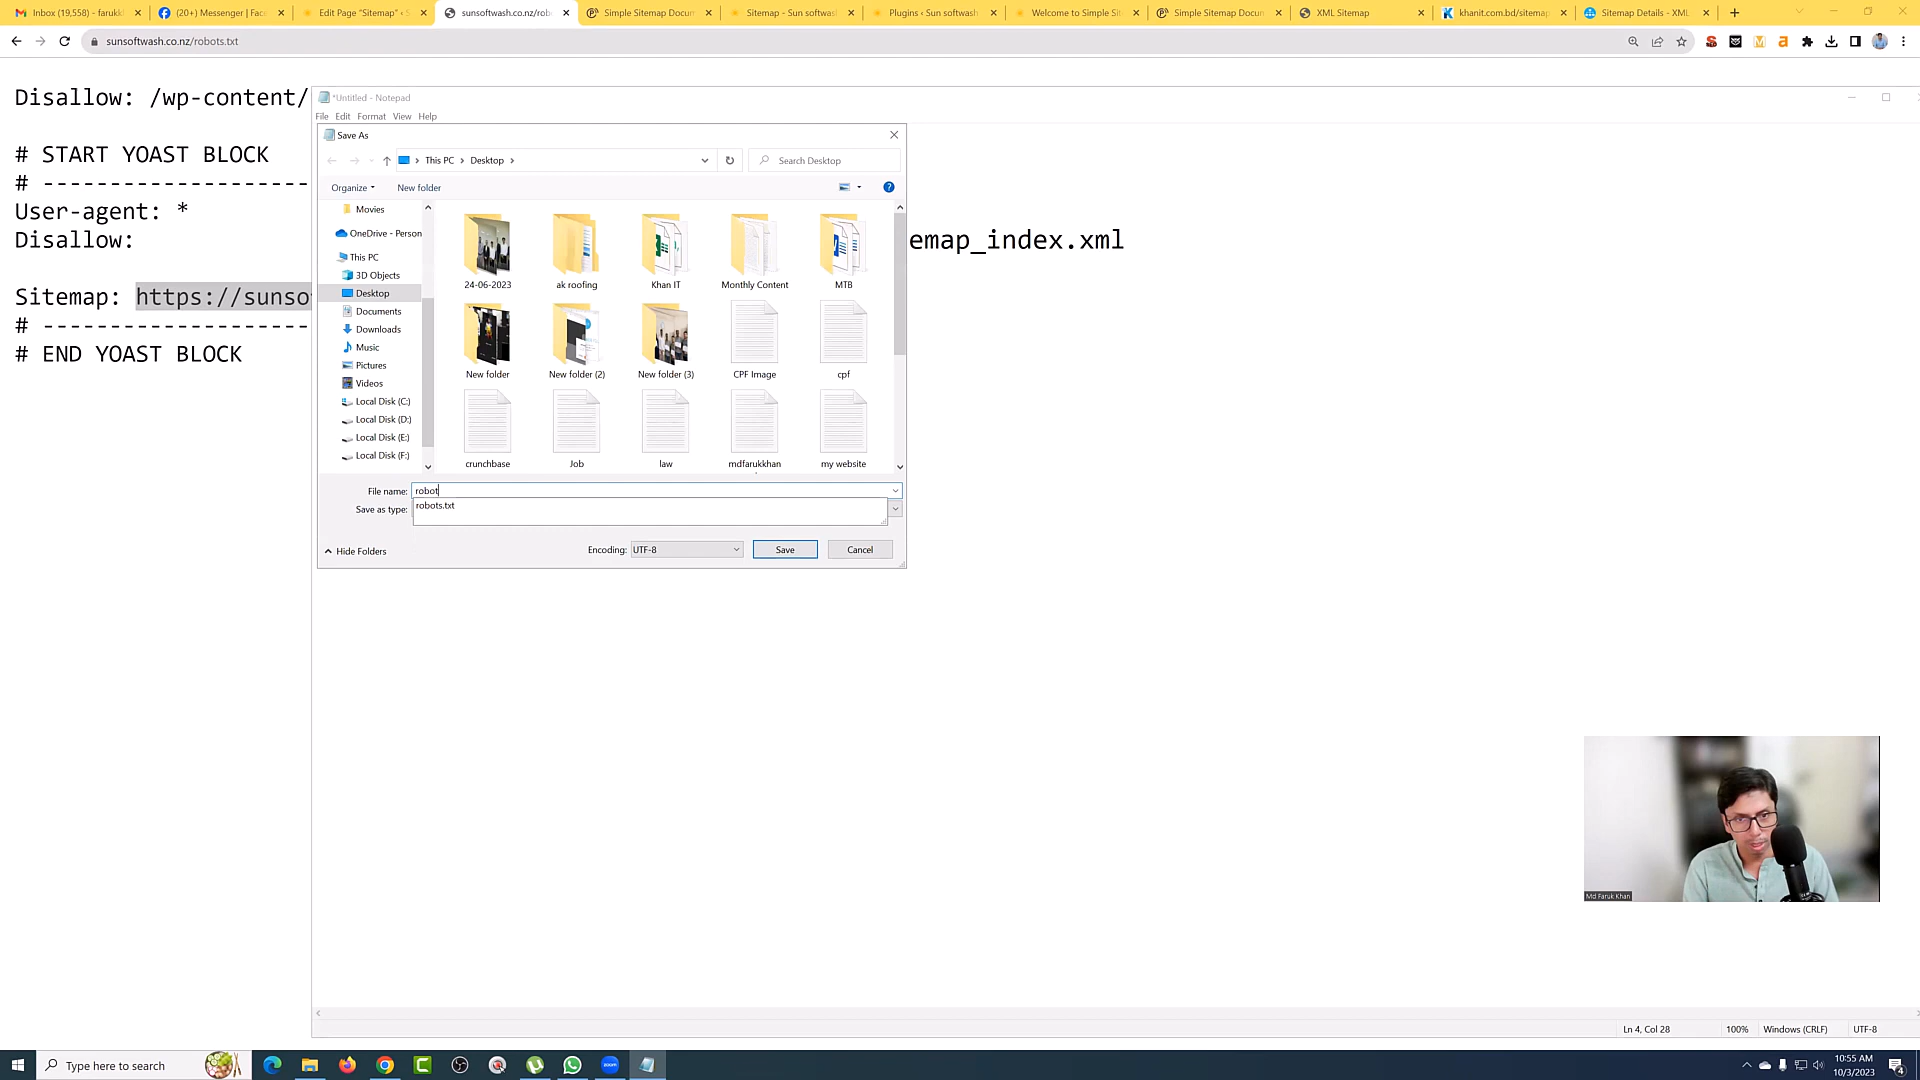 Inbox (19,558) - farukk
(20+) Messenger | Fac
Edit Page "Sitemap" ‹ S
sunsoftwash.co.nz/rob
Simple Sitemap Docum
Sitemap - Sun softwas
Plugins ‹ Sun softwash
Welcome to Simple Sit
Simple Sitemap Docum
XML Sitemap
khanit.com.bd/sitemap
Sitemap Details - XML
sunsoftwash.co.nz/robots.txt
Disallow: /wp-content/
# START YOAST BLOCK
# --------------------
User-agent: *
Disallow:
Sitemap: https://sunso
# --------------------
# END YOAST BLOCK
emap_index.xml
*Untitled - Notepad
File Edit Format View Help
Save As
This PC › Desktop ›
Search Desktop
Organize
New folder
Movies
OneDrive - Person
This PC
3D Objects
Desktop
Documents
Downloads
Music
Pictures
Videos
Local Disk (C:)
Local Disk (D:)
Local Disk (E:)
Local Disk (F:)
24-06-2023
ak roofing
Khan IT
Monthly Content
MTB
New folder
New folder (2)
New folder (3)
CPF Image
cpf
crunchbase
Job
law
mdfarukkhan
my website
File name: robot
robots.txt
Save as type:
Hide Folders
Encoding: UTF-8
Save
Cancel
Md Faruk Khan
Ln 4, Col 28
100%
Windows (CRLF)
UTF-8
Type here to search
zoom
10:55 AM
10/3/2023
4